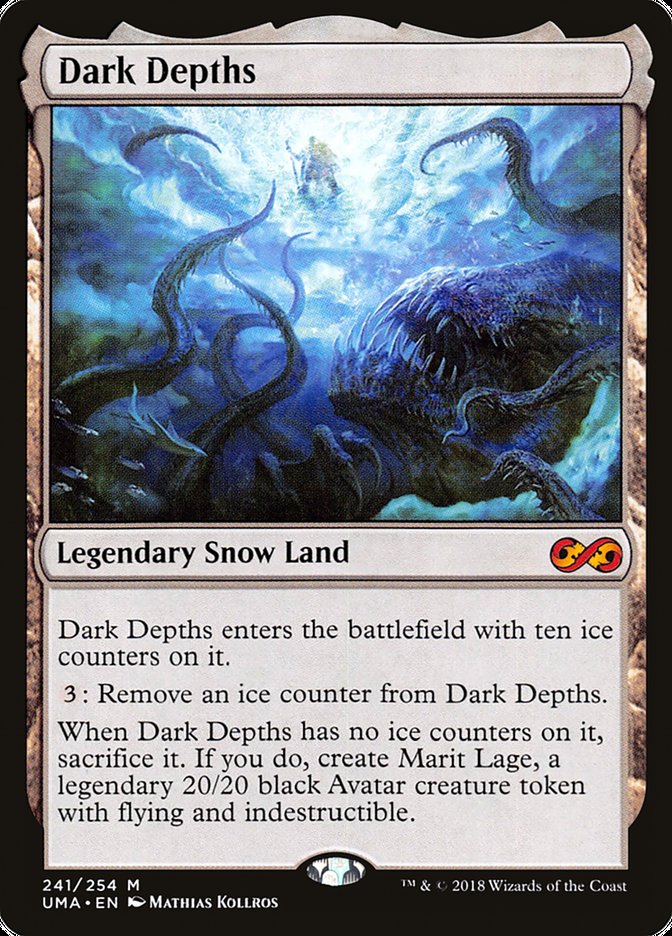 Dark Depths
Legendary Snow Land
Dark Depths enters the battlefield with ten ice
counters on it.
3: Remove an ice counter from Dark Depths.
When Dark Depths has no ice counters on it,
sacrifice it. If you do, create Marit Lage, a
legendary 20/20 black Avatar creature token
with flying and indestructible.
241/254 M
™ & © 2018 Wizards of the Coast
UMA • EN Mathias Kollros